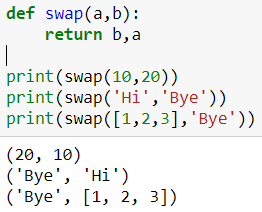 def swap(a,b):
    return b,a

print(swap(10,20))
print(swap('Hi','Bye'))
print(swap([1,2,3],'Bye'))
(20, 10)
('Bye', 'Hi')
('Bye', [1, 2, 3])